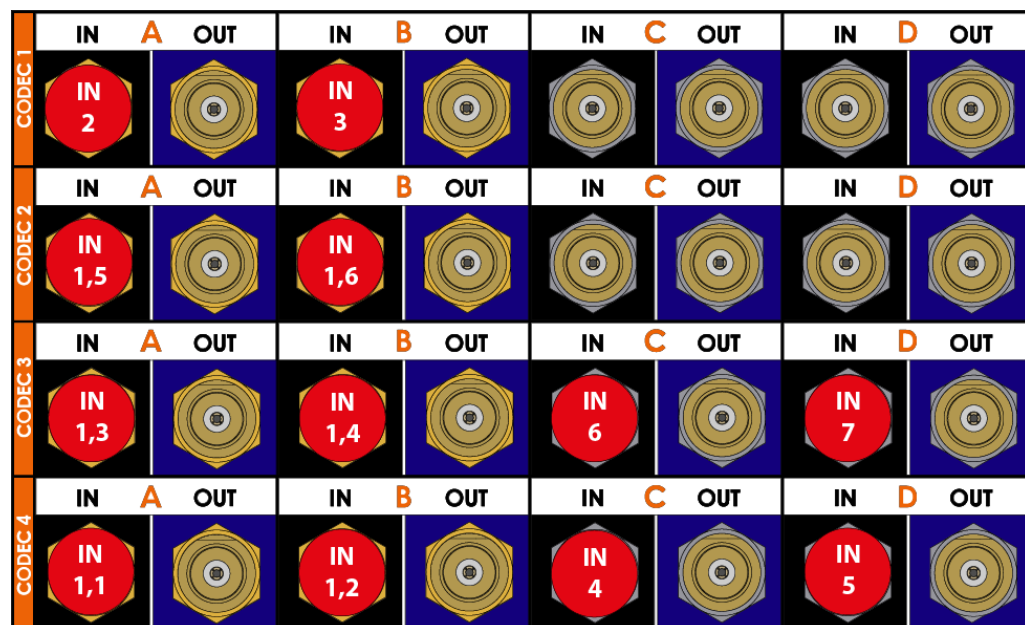 CODEC 1
IN A OUT IN B OUT IN C OUT IN D OUT
IN
2
IN
3
CODEC 2
IN A OUT IN B OUT IN C OUT IN D OUT
IN
1,5
IN
1,6
CODEC 3
IN A OUT IN B OUT IN C OUT IN D OUT
IN
1,3
IN
1,4
IN
6
IN
7
CODEC 4
IN A OUT IN B OUT IN C OUT IN D OUT
IN
1,1
IN
1,2
IN
4
IN
5